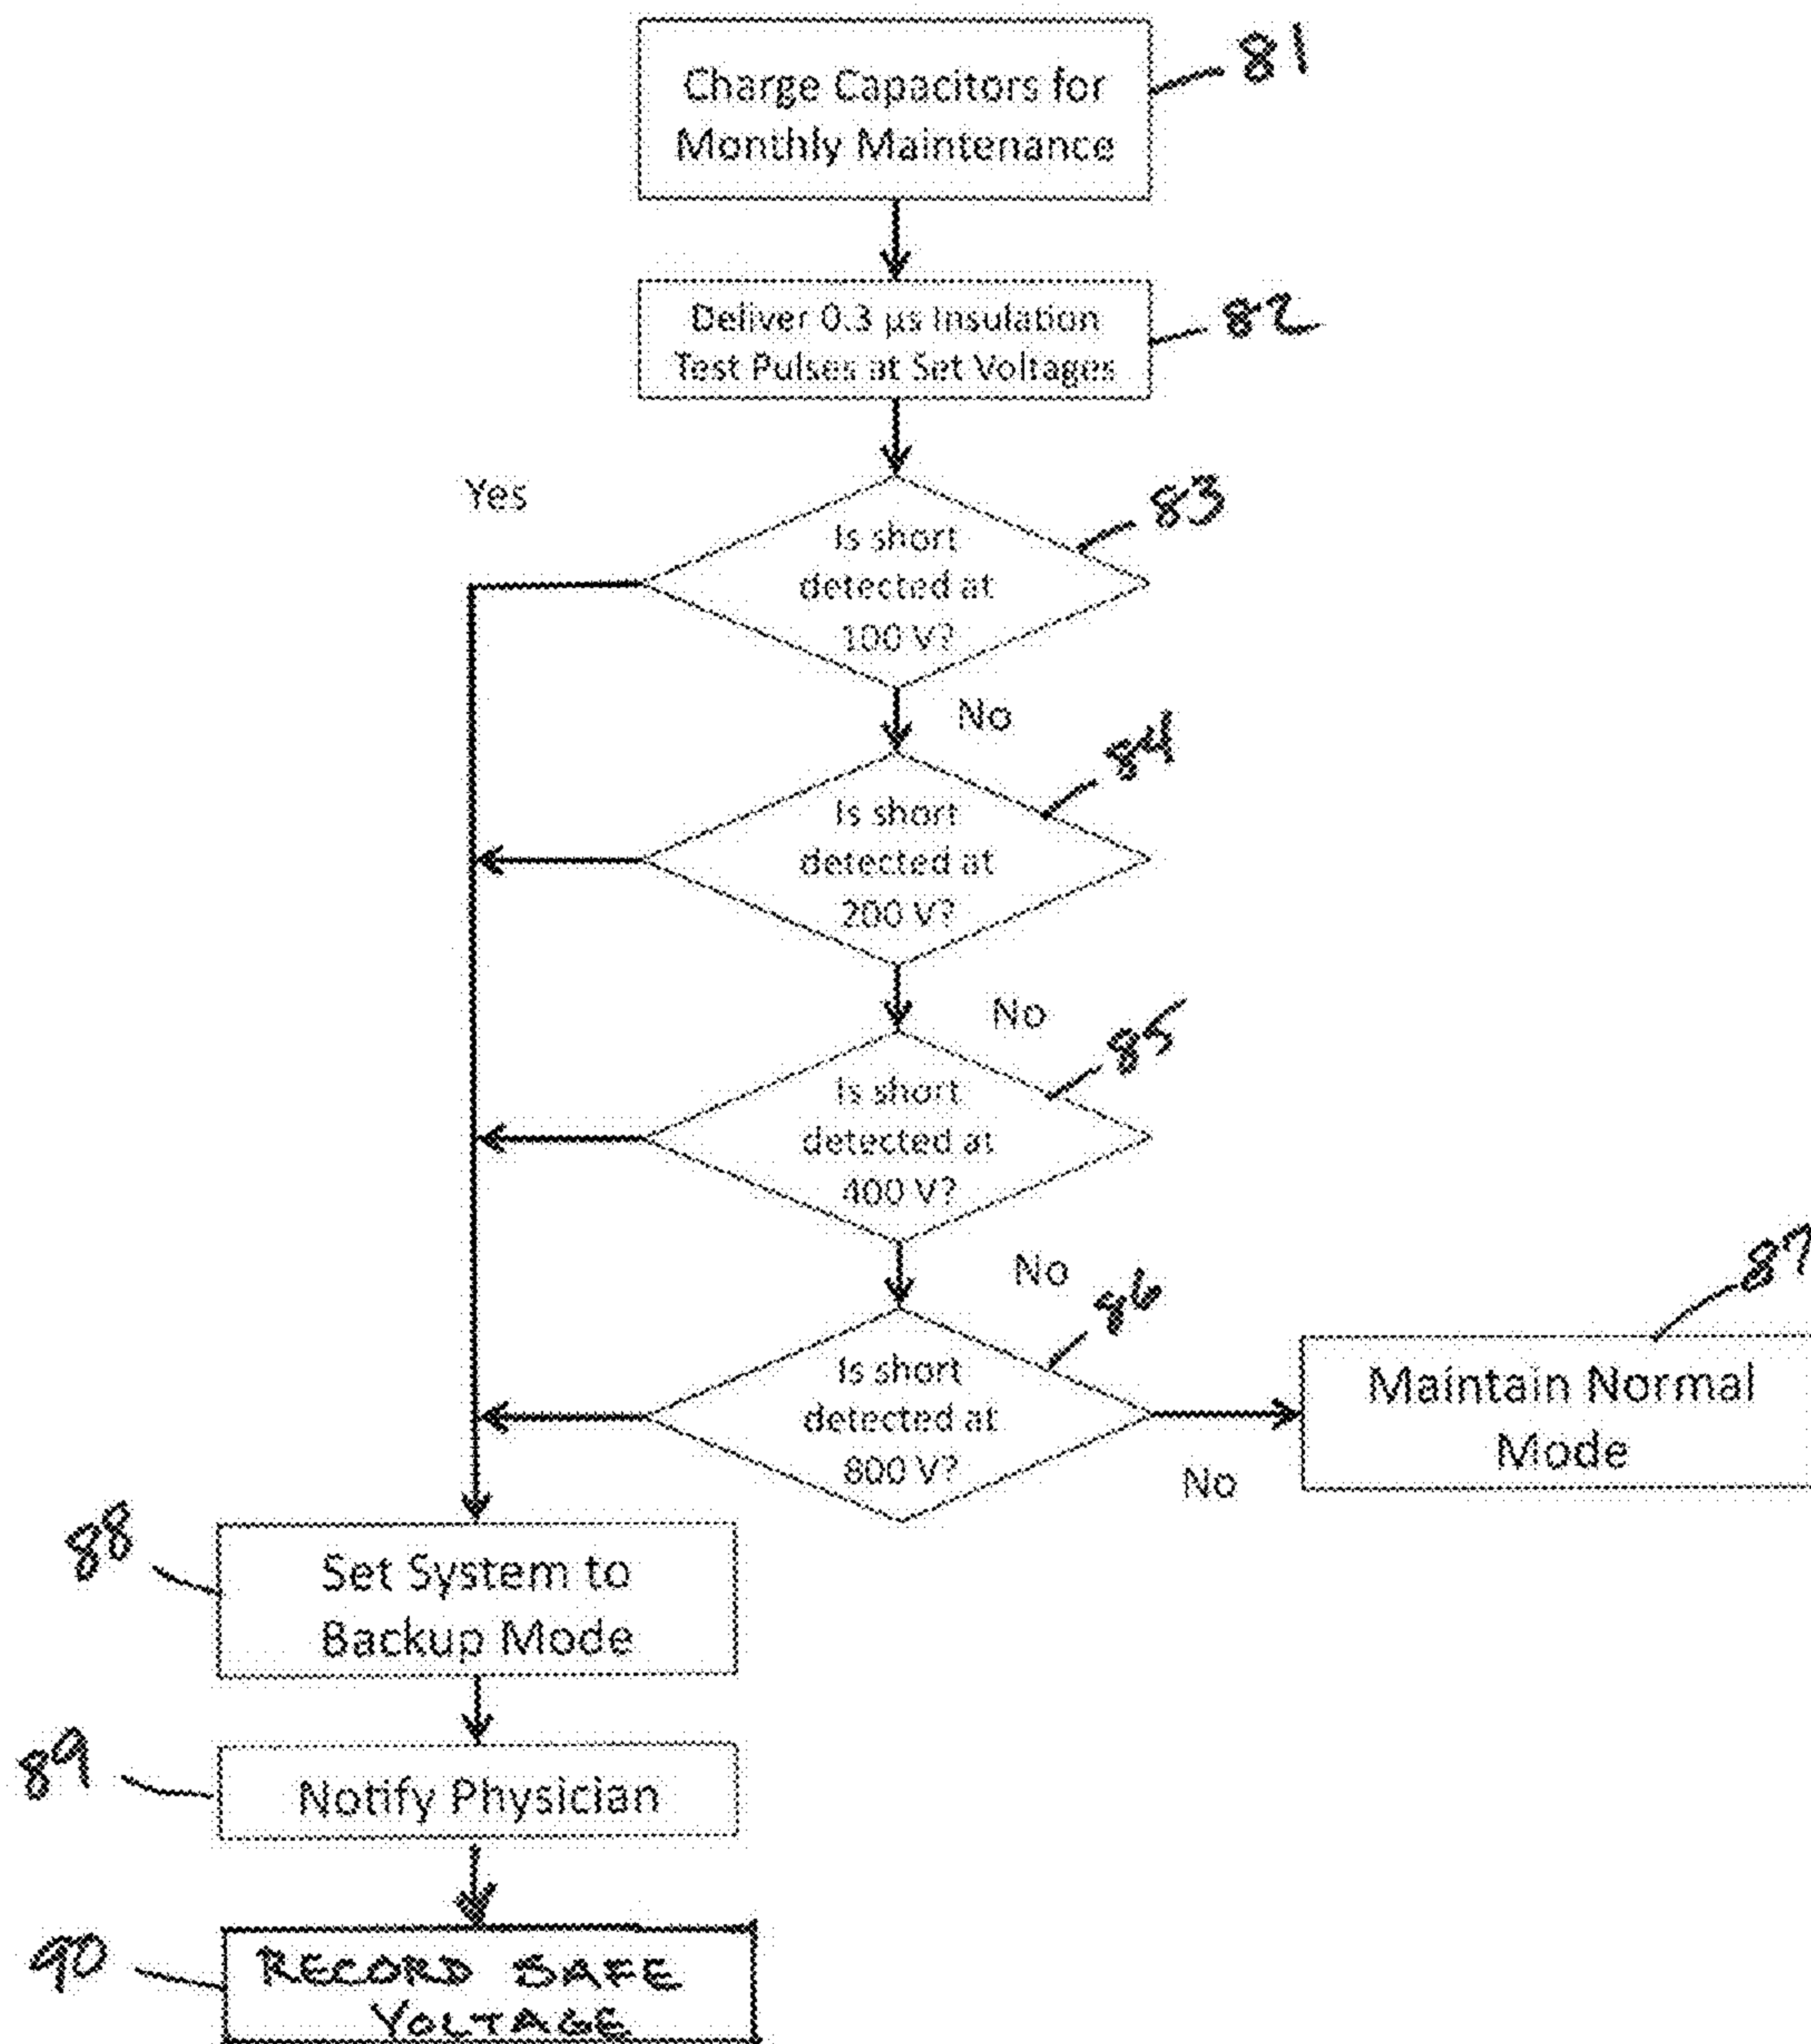 Charge Capacitors for
Monthly Maintenance
81
Deliver 0.3 µs Insulation
Test Pulses at Set Voltages
82
Yes
Is short
detected at
100 V?
83
No
Is short
detected at
200 V?
84
No
Is short
detected at
400 V?
85
No
Is short
detected at
800 V?
86
No
Maintain Normal
Mode
87
88
Set System to
Backup Mode
89
Notify Physician
90
RECORD SAFE
VOLTAGE